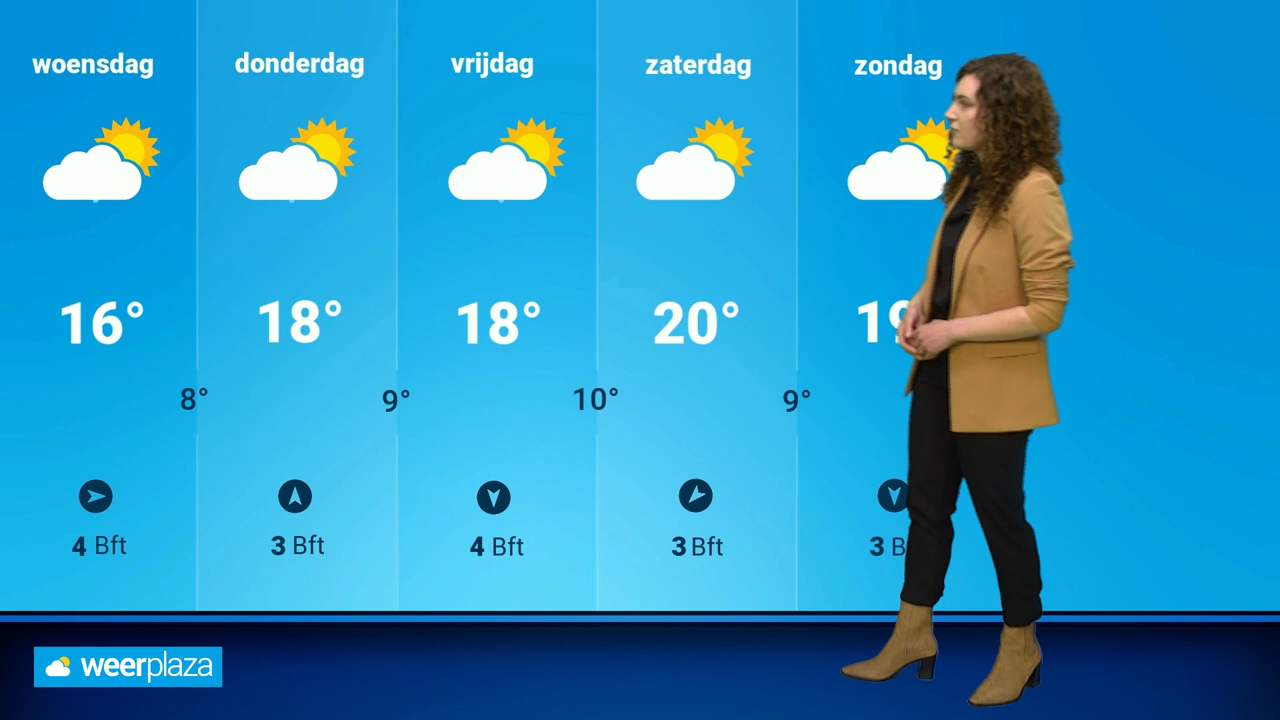 woensdag donderdag vrijdag zaterdag zondag
16° 18° 18° 20°
8° 9° 10° 9°
4 Bft 3 Bft 4 Bft 3 Bft 3
weerplaza